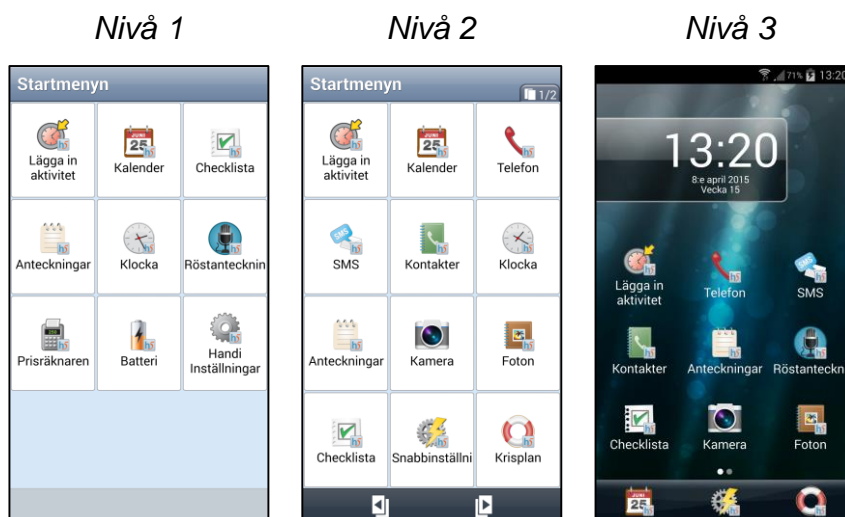 Nivå 1
Nivå 2
Nivå 3
Startmenyn
Lägga in
aktivitet
Kalender
Checklista
Anteckningar
Klocka
Röstantecknin
Prisräknaren
Batteri
Handi
Inställningar
Startmenyn
1/2
Lägga in
aktivitet
Kalender
Telefon
SMS
Kontakter
Klocka
Anteckningar
Kamera
Foton
Checklista
Snabbinställni
Krisplan
71% 13:20
13:20
8:e april 2015
Vecka 15
Lägga in
aktivitet
Telefon
SMS
Kontakter
Anteckningar
Röstanteckn
Checklista
Kamera
Foton